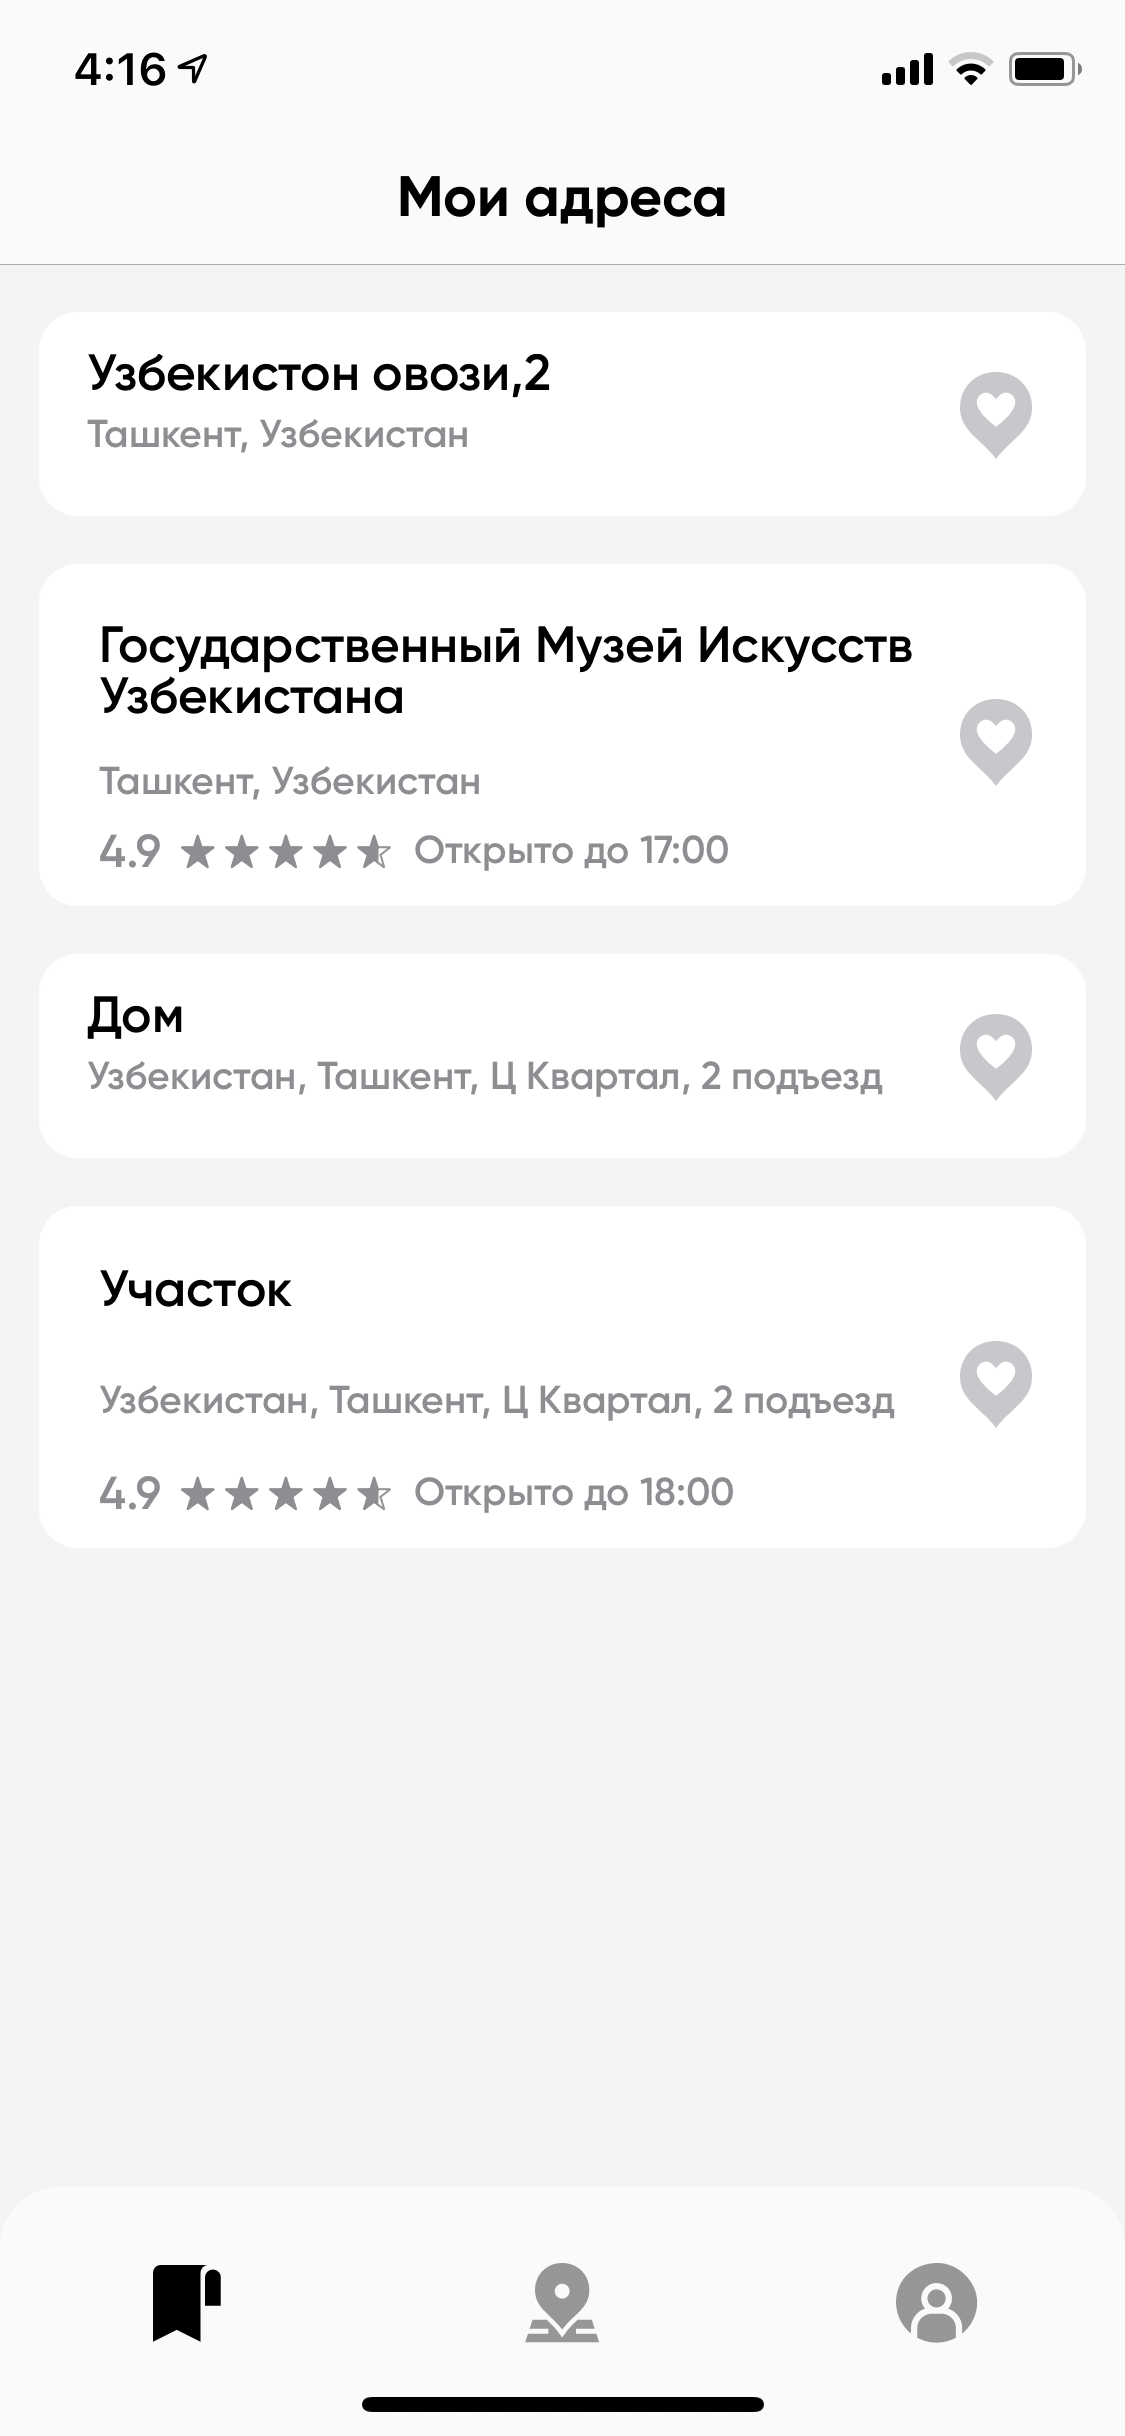 4:16
Мои адреса
Узбекистон овози,2
Ташкент, Узбекистан
Государственный Музей Искусств
Узбекистана
Ташкент, Узбекистан
4.9 Открыто до 17:00
Дом
Узбекистан, Ташкент, Ц Квартал, 2 подъезд
Участок
Узбекистан, Ташкент, Ц Квартал, 2 подъезд
4.9 Открыто до 18:00